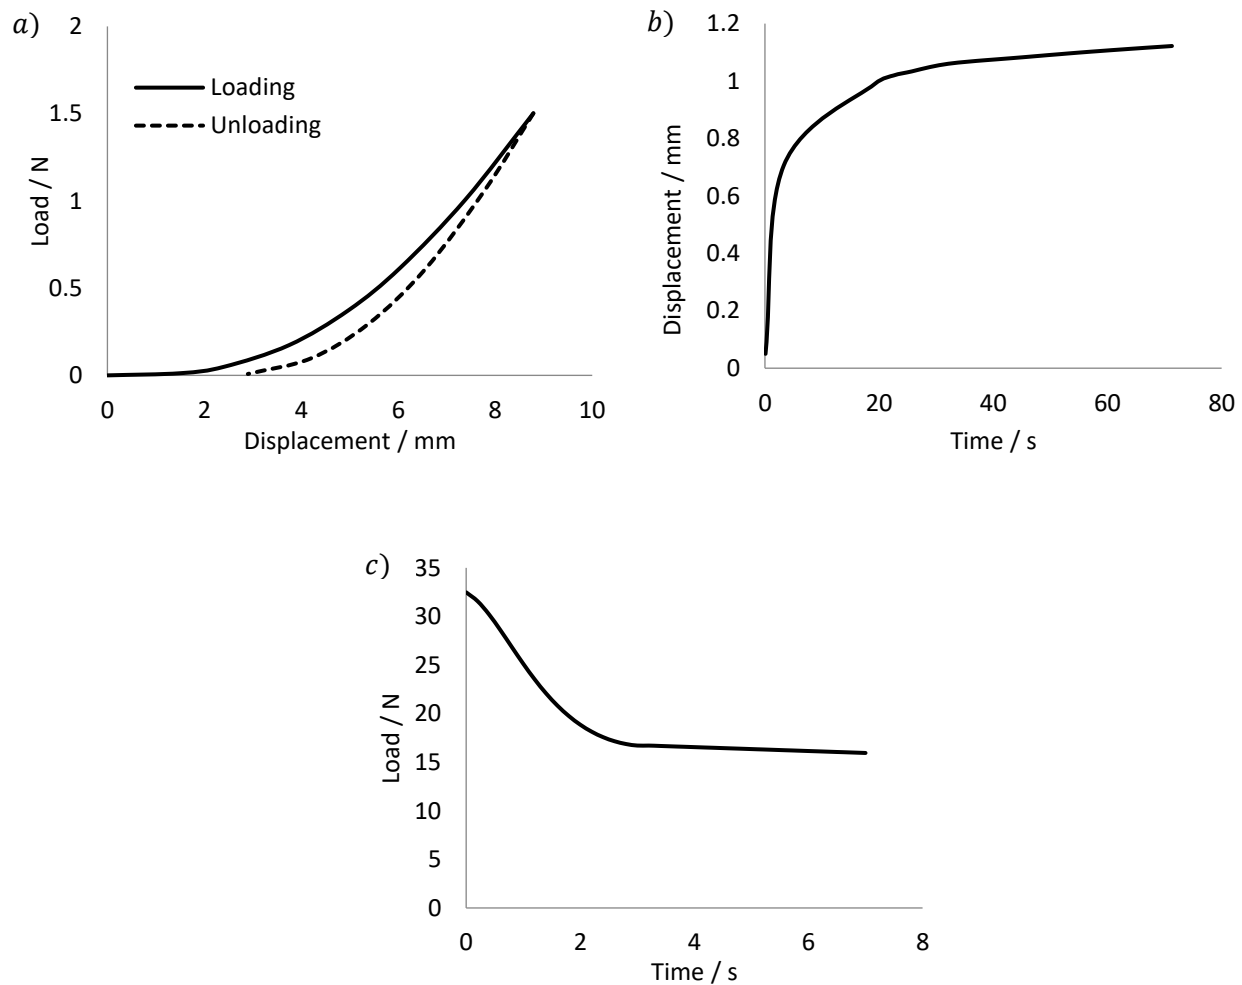 a)
2
1.5
1
0.5
0
Load / N
Loading
Unloading
0 2 4 6 8 10
Displacement / mm
b)
1.2
1
0.8
0.6
0.4
0.2
0
Displacement / mm
0 20 40 60 80
Time / s
c)
35
30
25
20
15
10
5
0
Load / N
0 2 4 6 8
Time / s